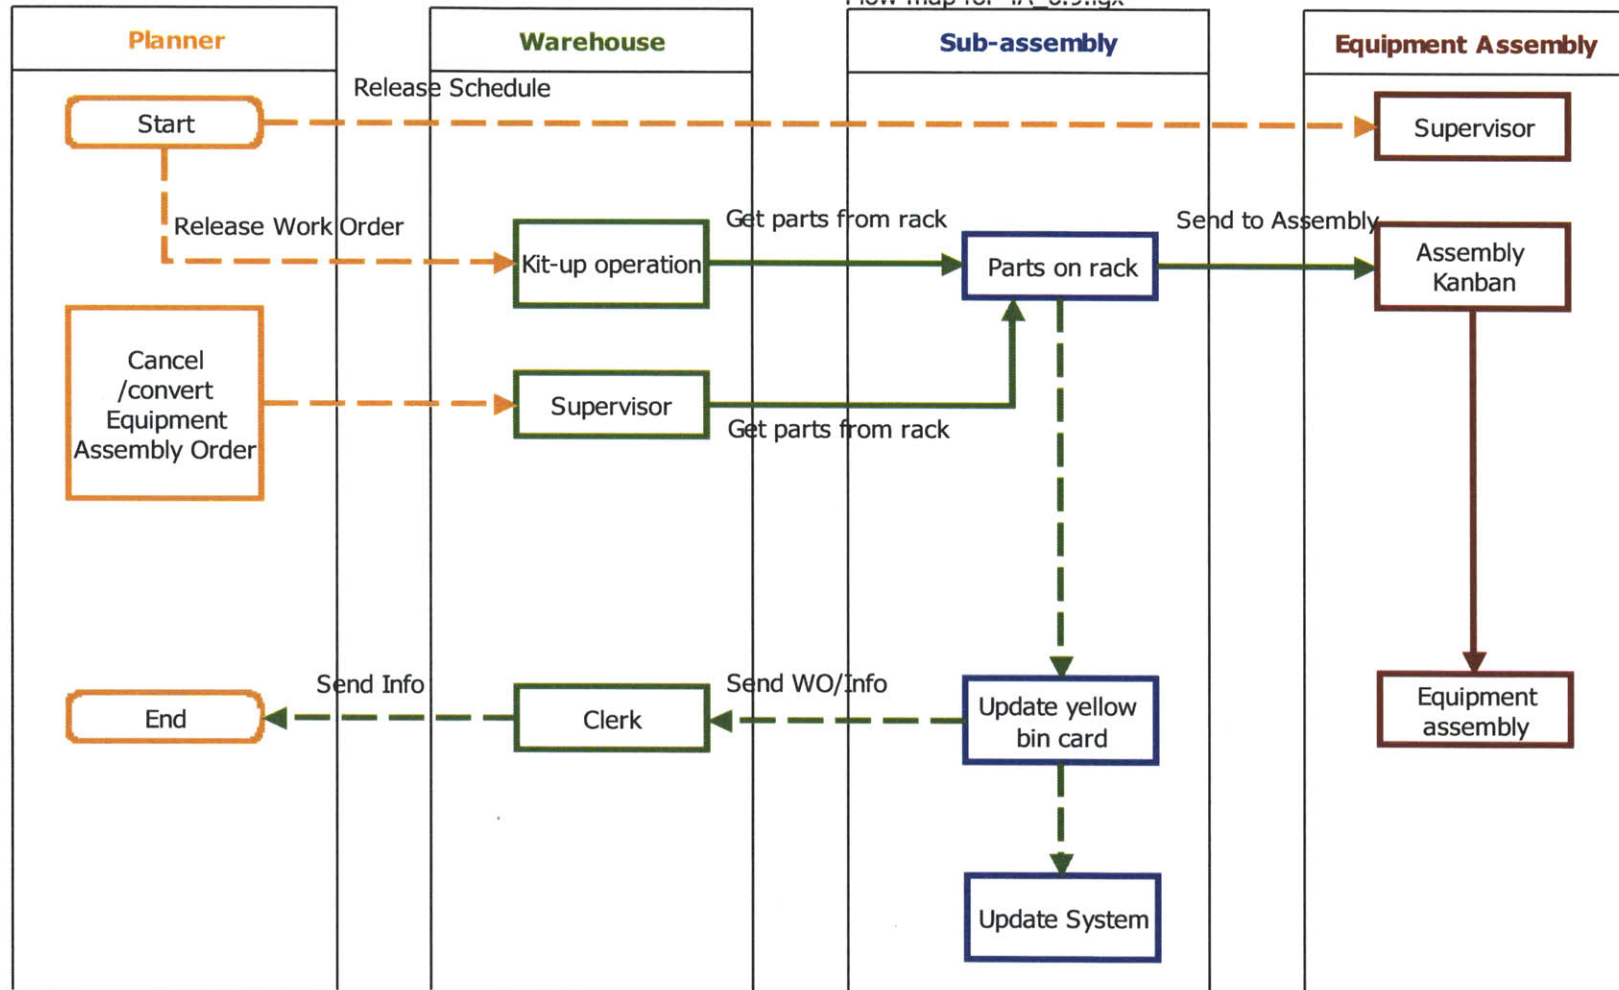 Planner
Warehouse
Sub-assembly
Equipment Assembly
Release Schedule
Start
Supervisor
Release Work Order
Kit-up operation
Get parts from rack
Parts on rack
Send to Assembly
Assembly
Kanban
Cancel
/convert
Equipment
Assembly Order
Supervisor
Get parts from rack
Send Info
End
Clerk
Send WO/Info
Update yellow
bin card
Equipment
assembly
Update System